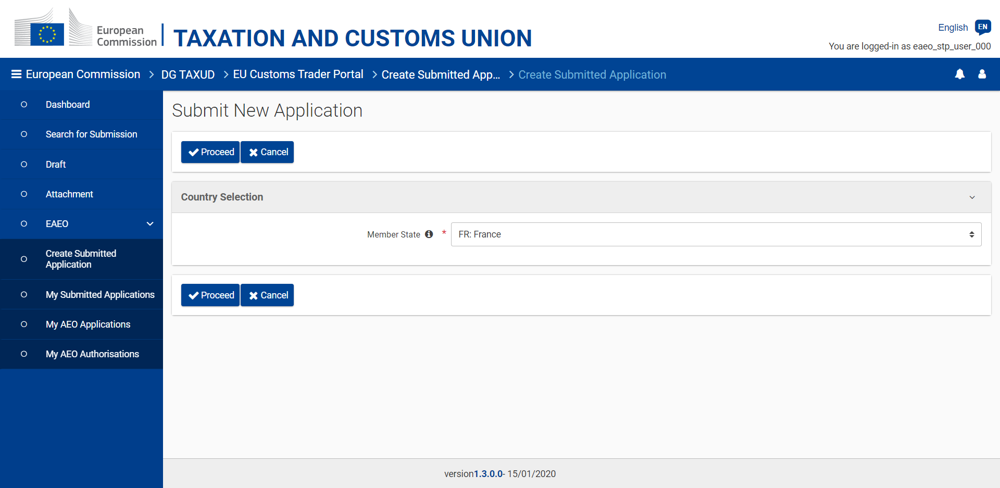 European
Commission
TAXATION AND CUSTOMS UNION
English EN
You are logged-in as eaeo_stp_user_000
European Commission > DG TAXUD > EU Customs Trader Portal > Create Submitted App... > Create Submitted Application
Dashboard
Search for Submission
Draft
Attachment
EAEO
Create Submitted
Application
My Submitted Applications
My AEO Applications
My AEO Authorisations
Submit New Application
Proceed Cancel
Country Selection
Member State * FR: France
Proceed Cancel
version1.3.0.0- 15/01/2020